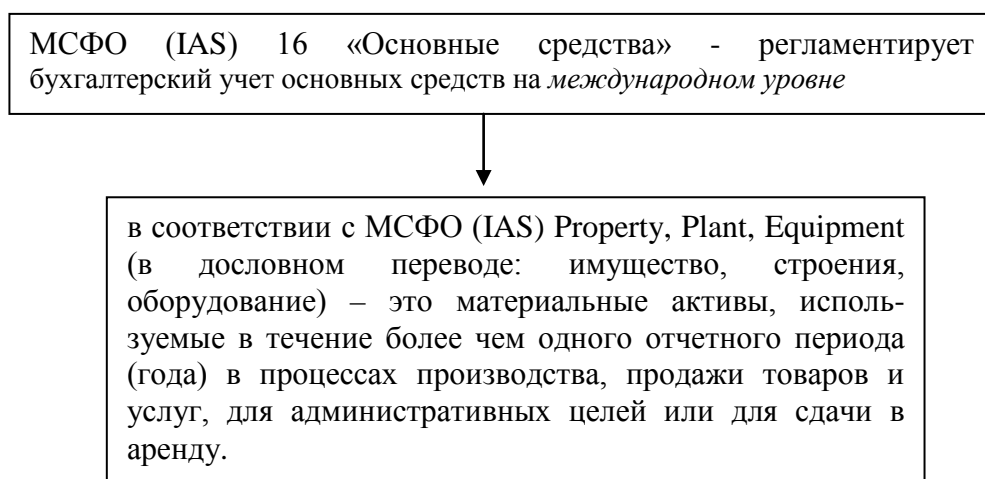 МСФО (IAS) 16 «Основные средства» - регламентирует
бухгалтерский учет основных средств на международном уровне
в соответствии с МСФО (IAS) Property, Plant, Equipment
(в дословном переводе: имущество, строения,
оборудование) – это материальные активы, исполь-
зуемые в течение более чем одного отчетного периода
(года) в процессах производства, продажи товаров и
услуг, для административных целей или для сдачи в
аренду.